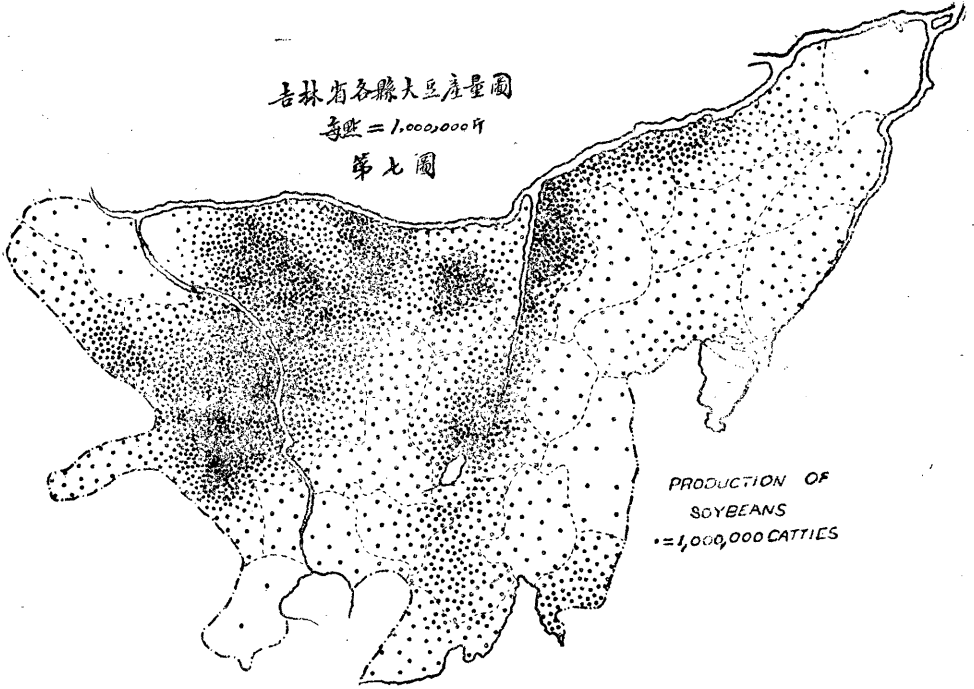 吉林省各縣大豆產量圖
每點=1,000,000斤
第七圖
PRODUCTION OF
SOYBEANS
•=1,000,000 CATTIES